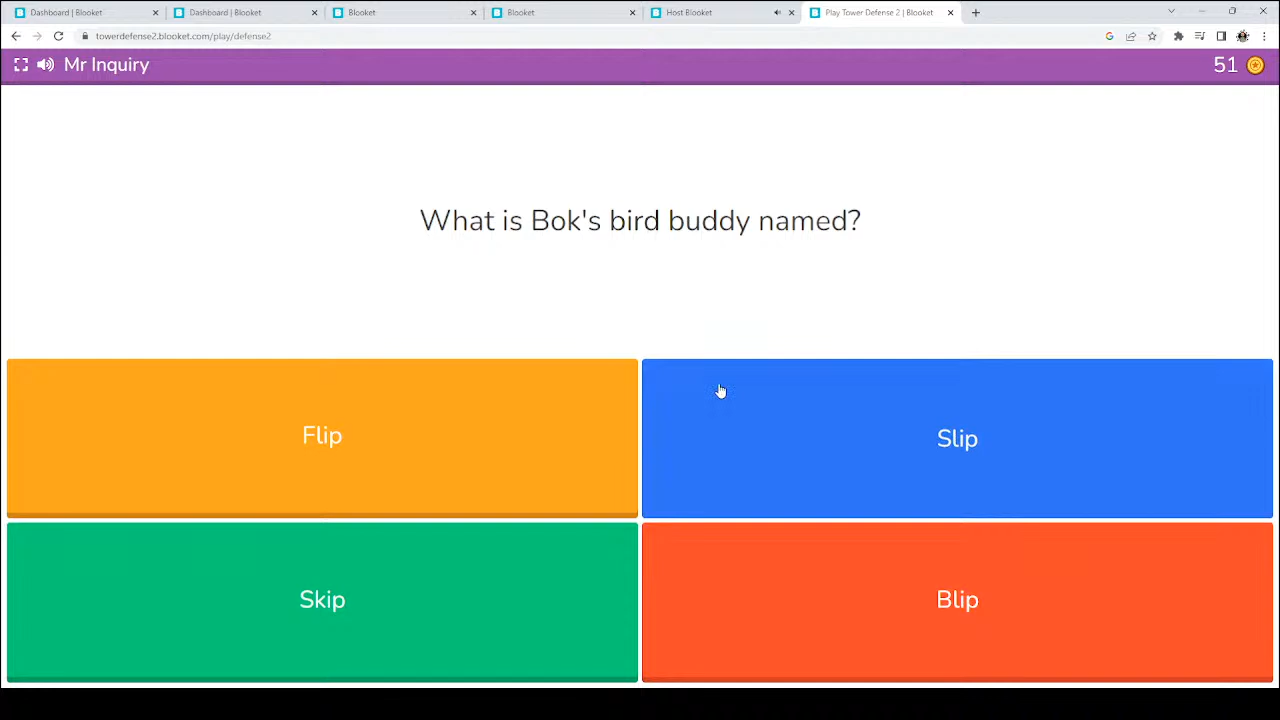 Dashboard | Blooket
Dashboard | Blooket
Blooket
Blooket
Host Blooket
Play Tower Defense 2 | Blooket
towerdefense2.blooket.com/play/defense2
Mr Inquiry
51
What is Bok's bird buddy named?
Flip
Slip
Skip
Blip